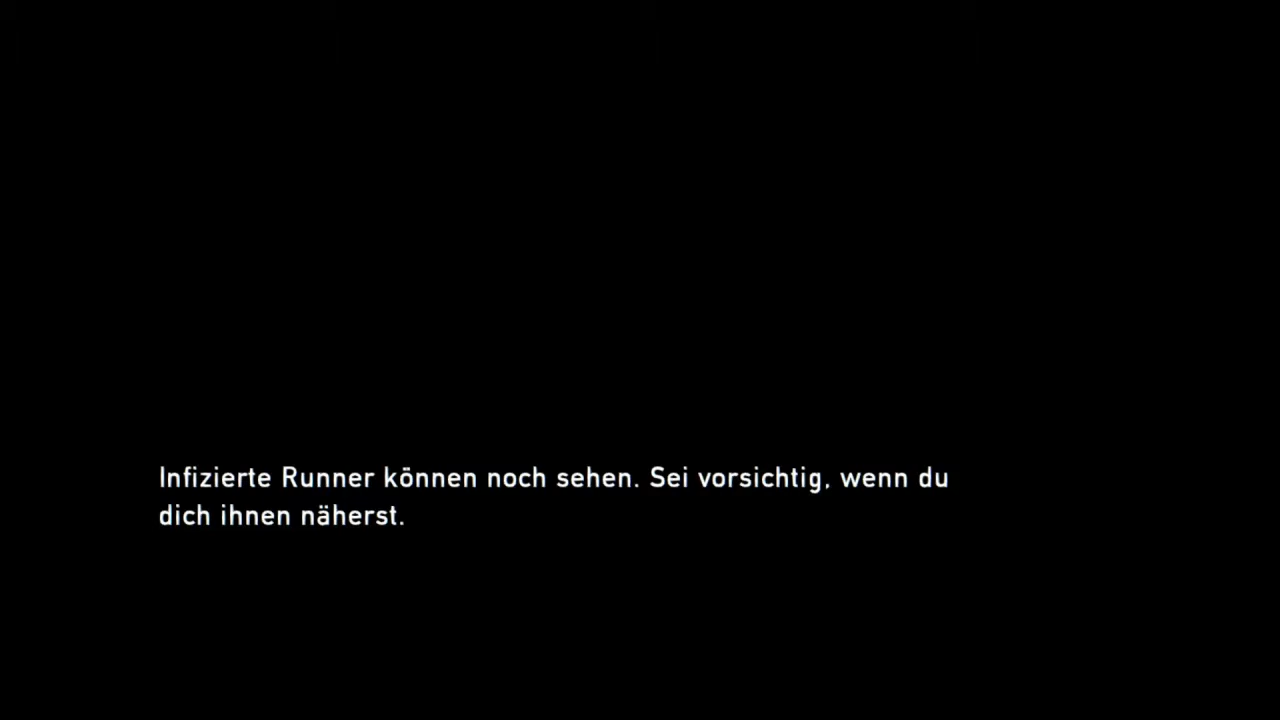 Infizierte Runner können noch sehen. Sei vorsichtig, wenn du
dich ihnen näherst.